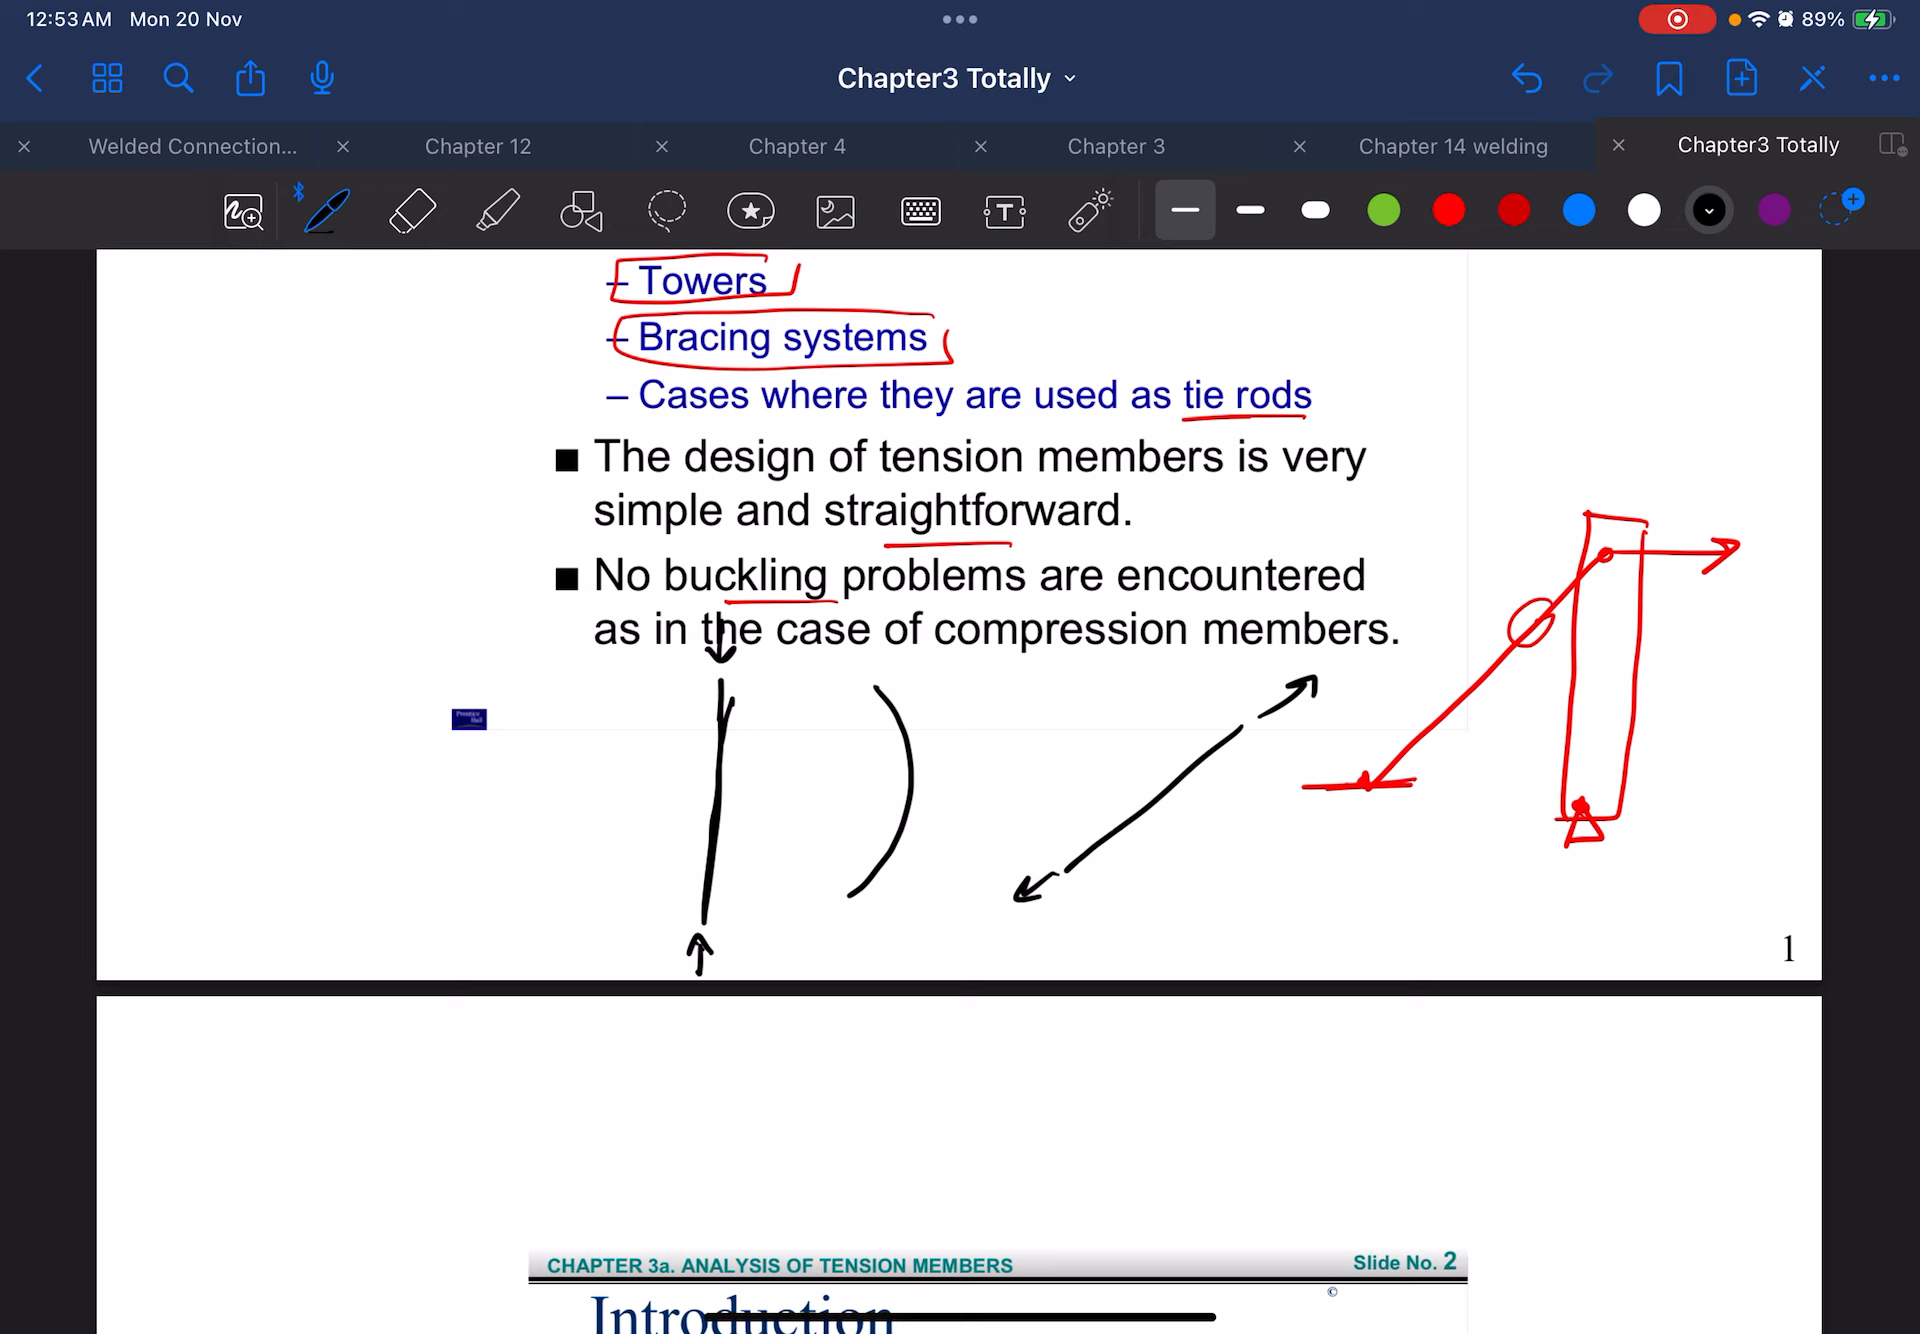 12:53 AM Mon 20 Nov
89%
Chapter3 Totally
Welded Connection...
Chapter 12
Chapter 4
Chapter 3
Chapter 14 welding
Chapter3 Totally
T
– Towers
– Bracing systems
– Cases where they are used as tie rods
■ The design of tension members is very
simple and straightforward.
■ No buckling problems are encountered
as in the case of compression members.
Prentice
Hall
1
CHAPTER 3a. ANALYSIS OF TENSION MEMBERS
Slide No. 2
©
Introduction